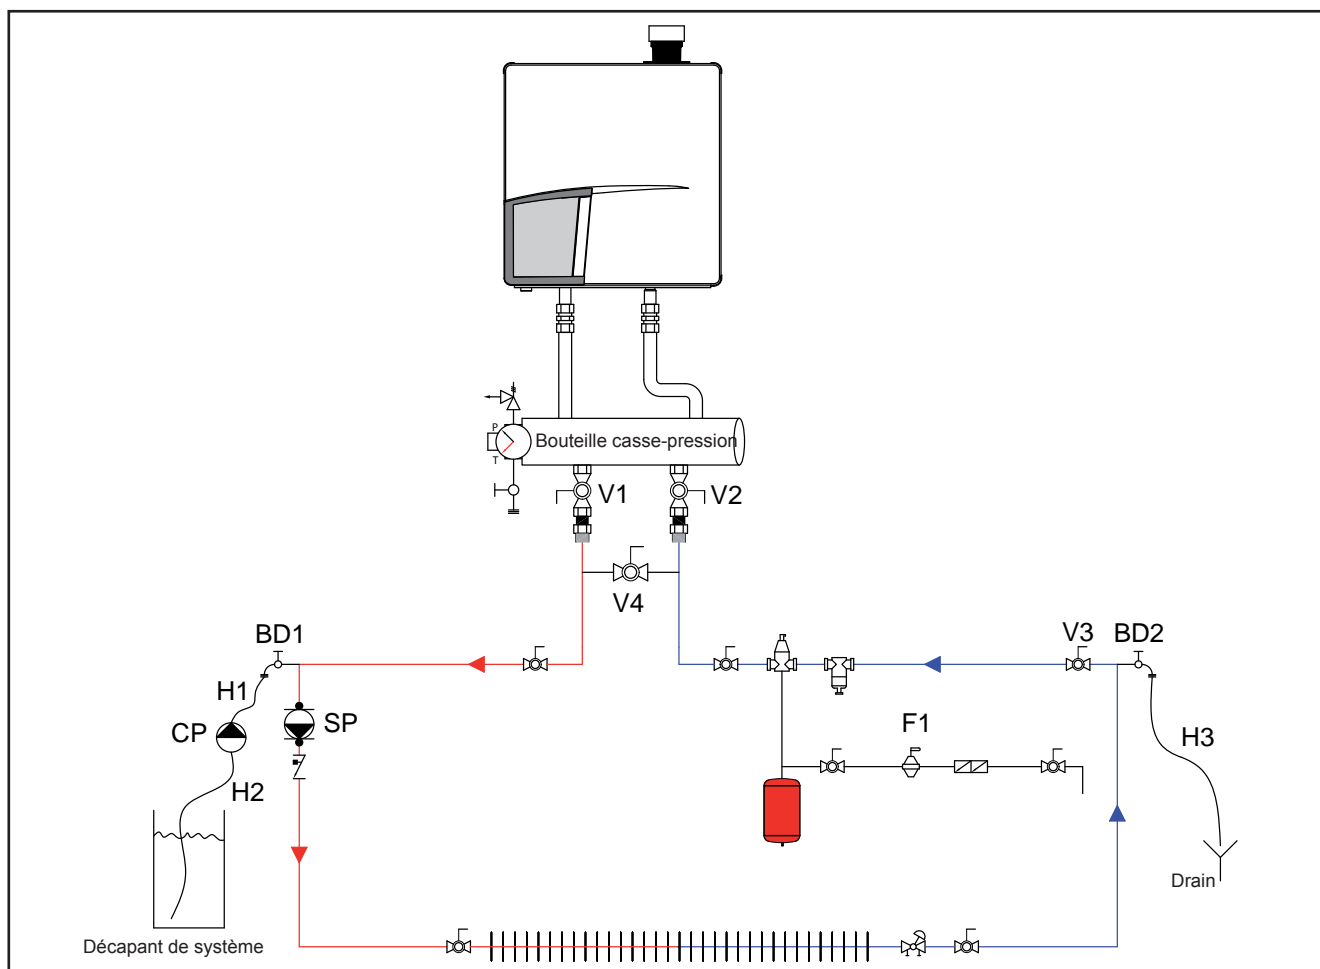 P
T
Bouteille casse-pression
V1
V2
V4
BD1
V3
BD2
H1
CP
SP
F1
H3
H2
Drain
Décapant de système